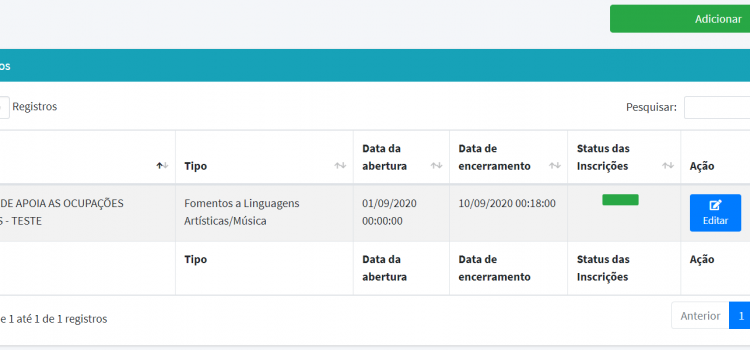 Adicionar
os
Registros
Pesquisar:
Tipo
Data da
abertura
Data de
encerramento
Status das
Inscrições
Ação
DE APOIA AS OCUPAÇÕES
S - TESTE
Fomentos a Linguagens
Artísticas/Música
01/09/2020
00:00:00
10/09/2020 00:18:00
Editar
Tipo
Data da
abertura
Data de
encerramento
Status das
Inscrições
Ação
e 1 até 1 de 1 registros
Anterior
1